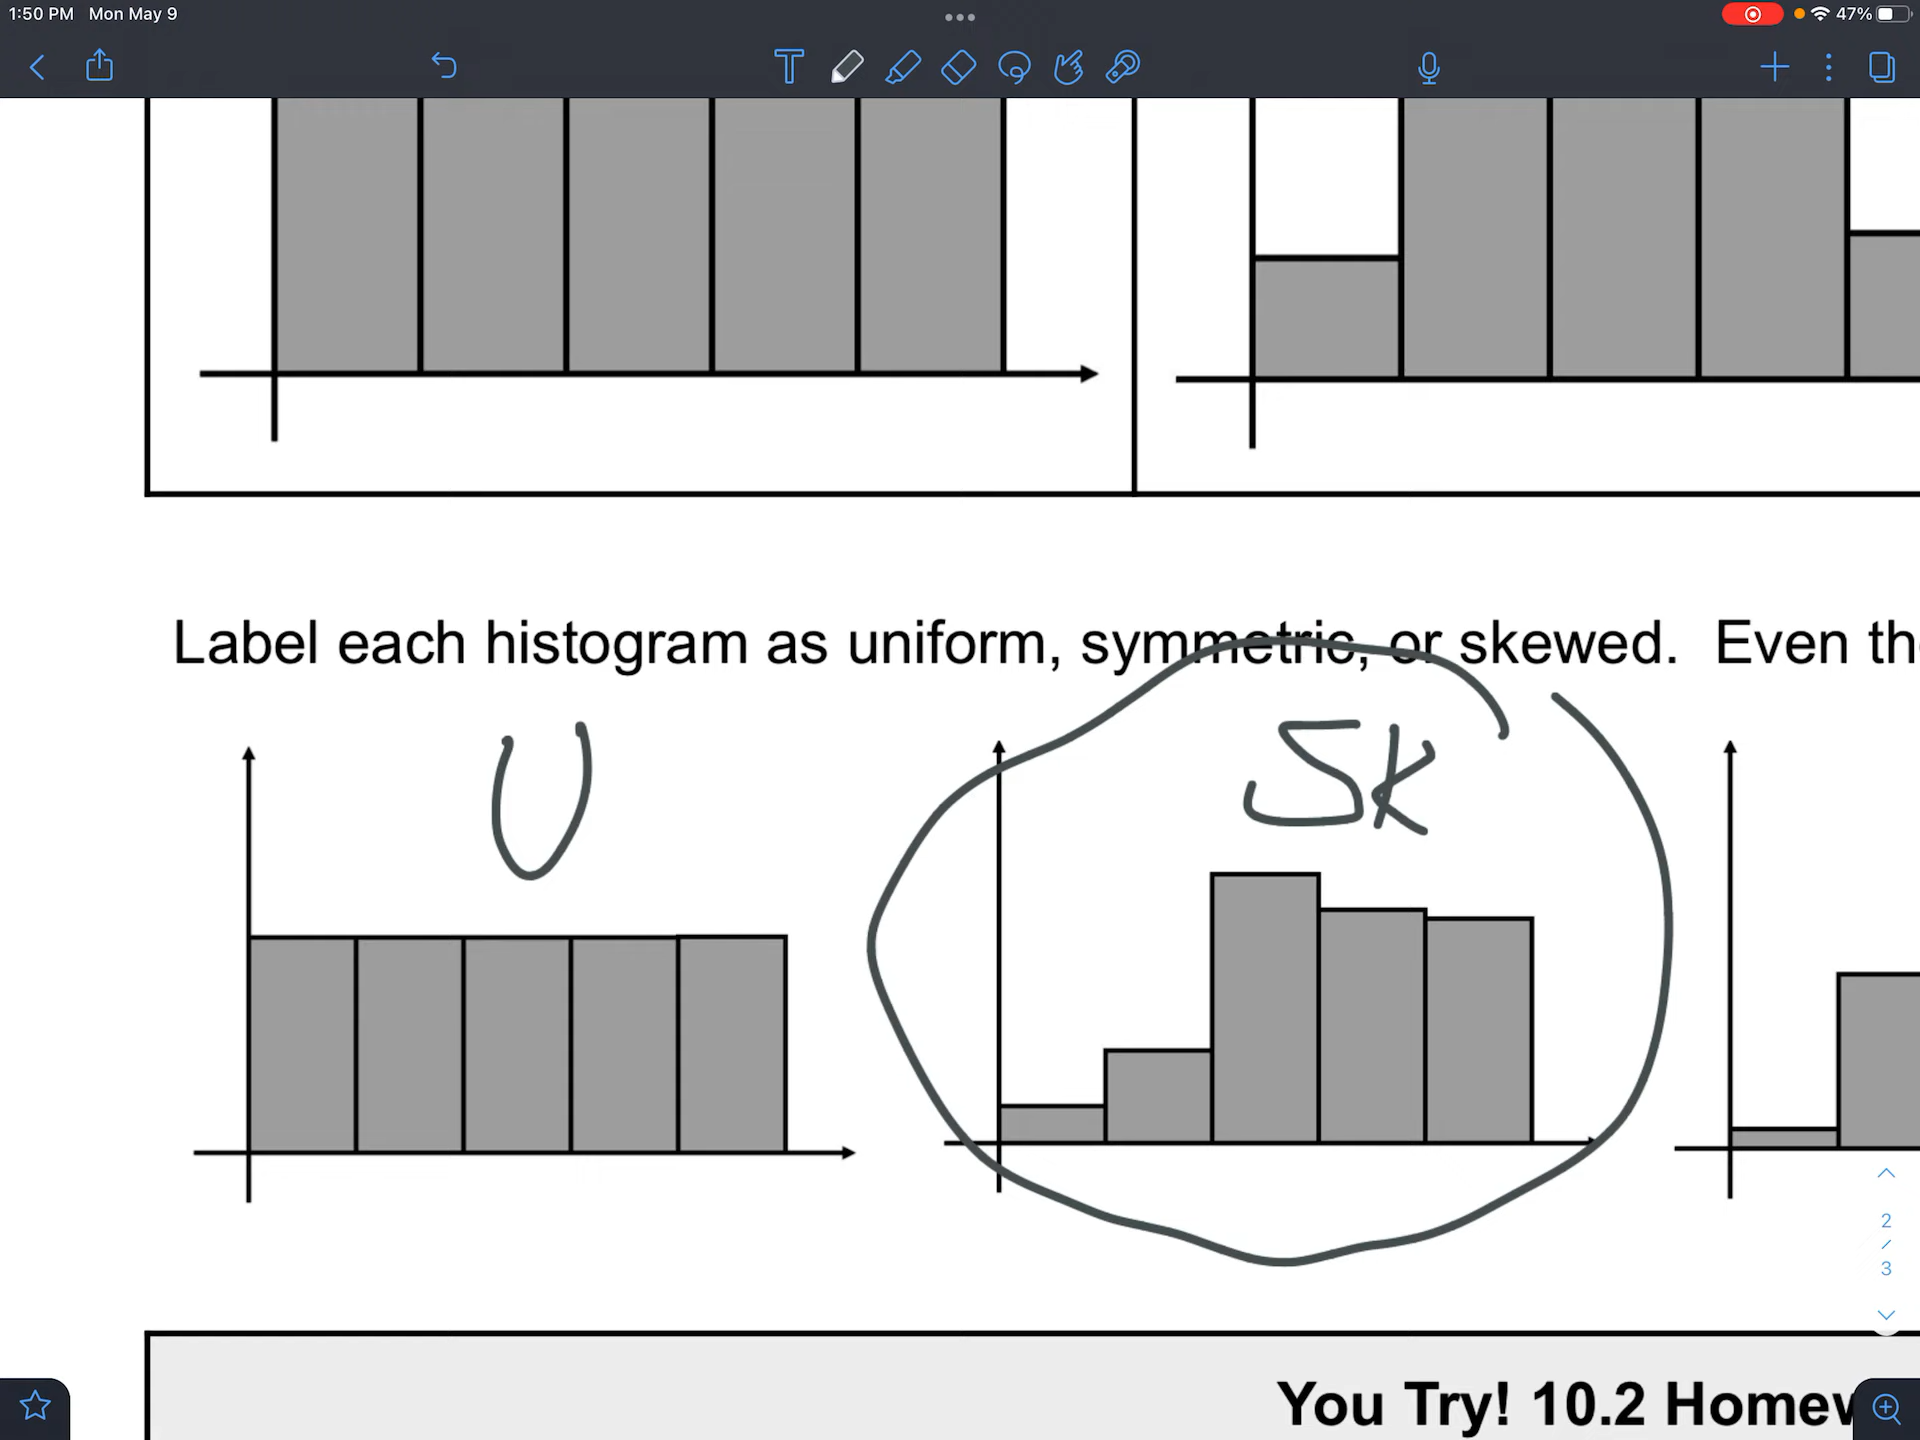 1:50 PM Mon May 9
47%
Label each histogram as uniform, symmetric, or skewed. Even th
U
Sk
2
/
3
You Try! 10.2 Homew